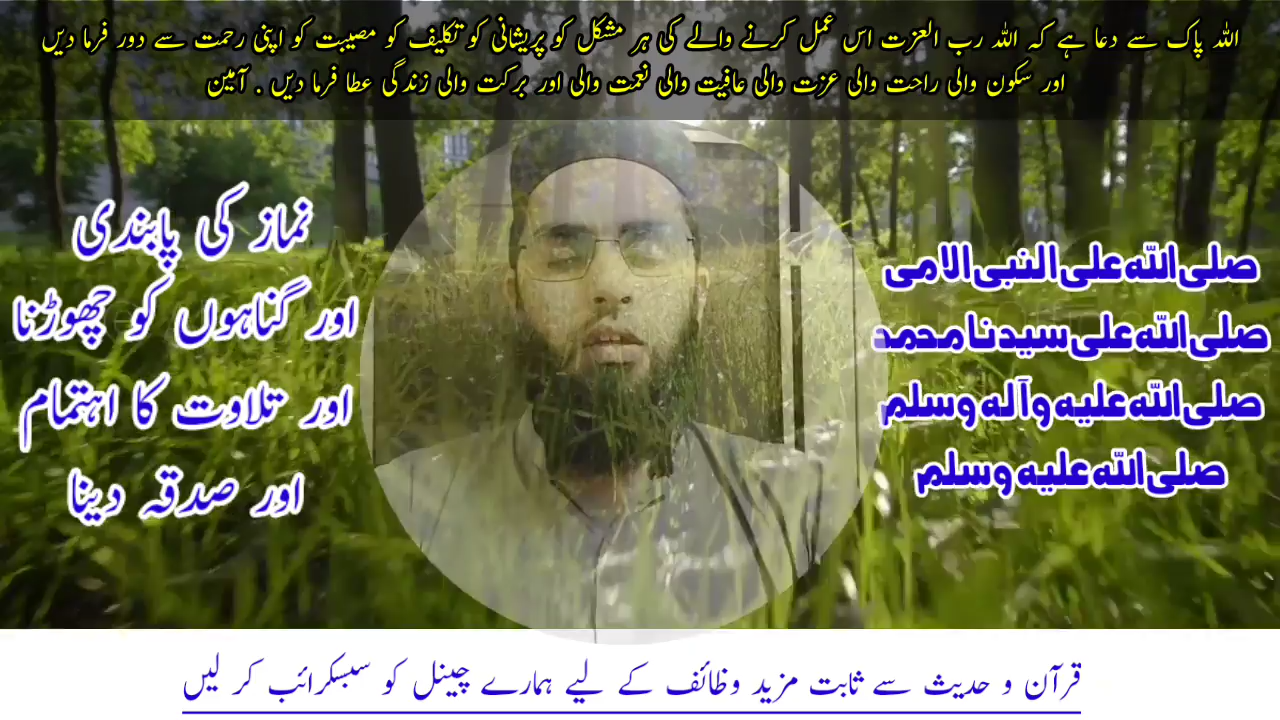 اللہ پاک سے دعا ہے کہ اللہ رب العزت اس عمل کرنے والے کی ہر مشکل کو پریشانی کو تکلیف کو مصیبت کو اپنی رحمت سے دور فرما دیں
اور سکون والی راحت والی عزت والی عافیت والی نعمت والی اور برکت والی زندگی عطا فرما دیں . آمین
صلی اللہ علی النبی الامی
صلی اللہ علی سیدنا محمد
صلی اللہ علیہ وآلہ وسلم
صلی اللہ علیہ وسلم
نماز کی پابندی
اور گناہوں کو چھوڑنا
اور تلاوت کا اہتمام
اور صدقہ دینا
قرآن و حدیث سے ثابت مزید وظائف کے لیے ہمارے چینل کو سبسکرائب کر لیں